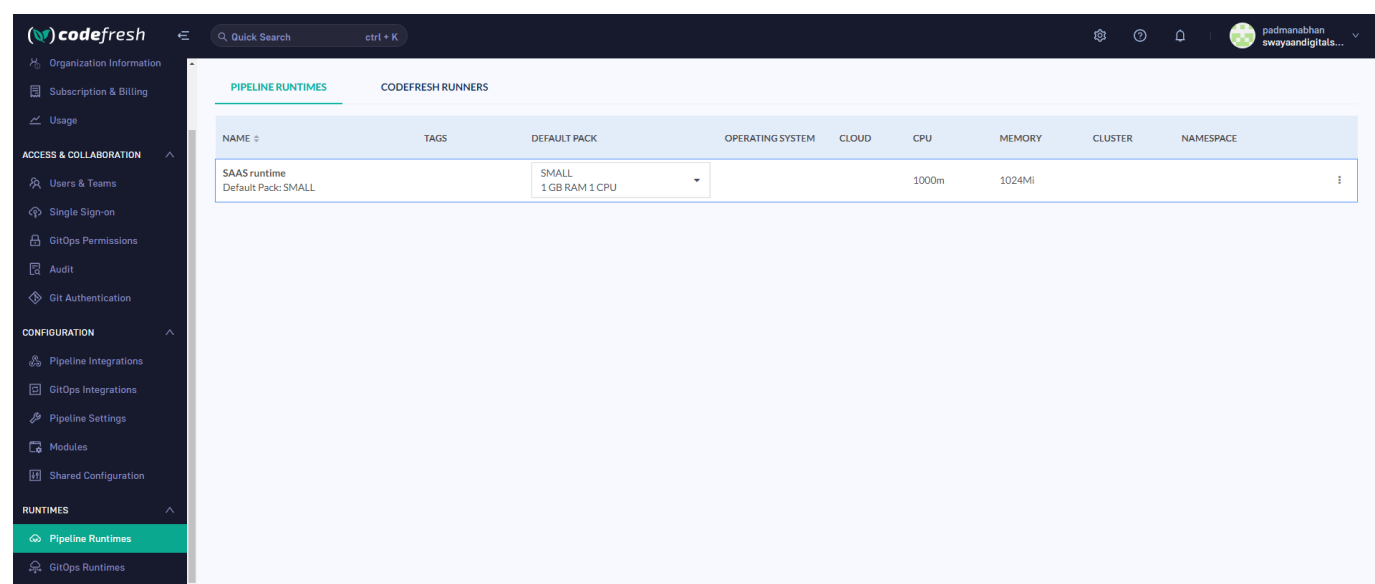 codefresh
Quick Search ctrl + K
padmanabhan
swayaandigitals...
Organization Information
Subscription & Billing
Usage
ACCESS & COLLABORATION
Users & Teams
Single Sign-on
GitOps Permissions
Audit
Git Authentication
CONFIGURATION
Pipeline Integrations
GitOps Integrations
Pipeline Settings
Modules
Shared Configuration
RUNTIMES
Pipeline Runtimes
GitOps Runtimes
PIPELINE RUNTIMES CODEFRESH RUNNERS
NAME TAGS DEFAULT PACK OPERATING SYSTEM CLOUD CPU MEMORY CLUSTER NAMESPACE
SAAS runtime
Default Pack: SMALL
SMALL
1 GB RAM 1 CPU
1000m 1024Mi